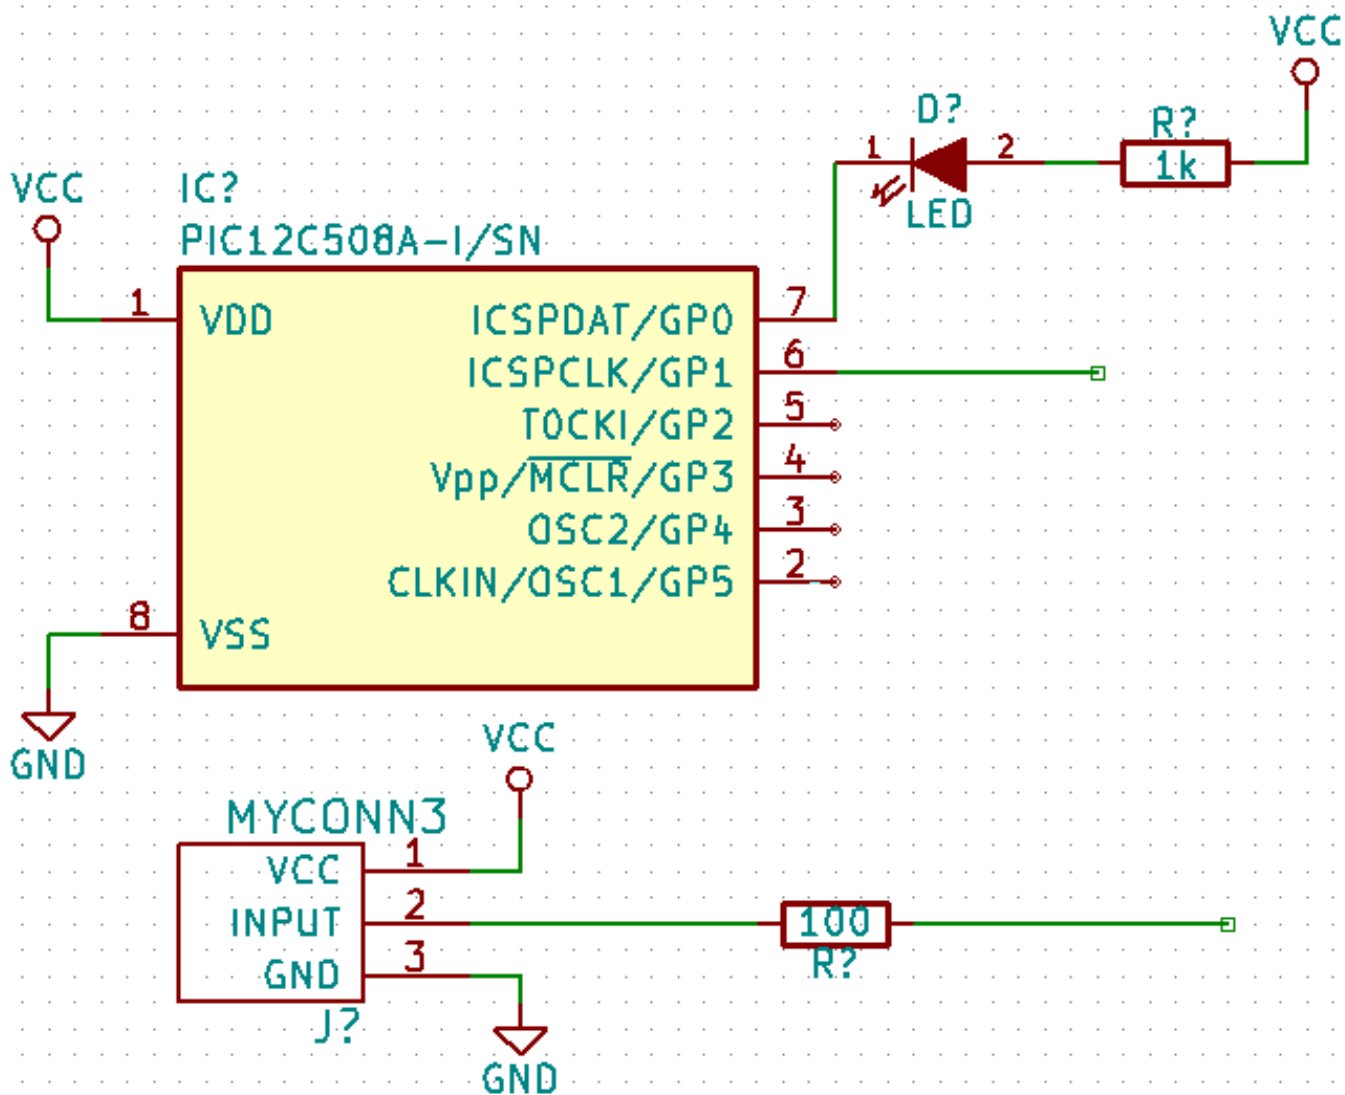 VCC
D?
R?
1
2
1k
LED
VCC
IC?
PIC12C508A-I/SN
1
VDD
ICSPDAT/GP0
7
ICSPCLK/GP1
6
T0CKI/GP2
5
Vpp/MCLR/GP3
4
OSC2/GP4
3
CLKIN/OSC1/GP5
2
8
VSS
GND
VCC
MYCONN3
VCC
1
INPUT
2
100
R?
GND
3
J?
GND